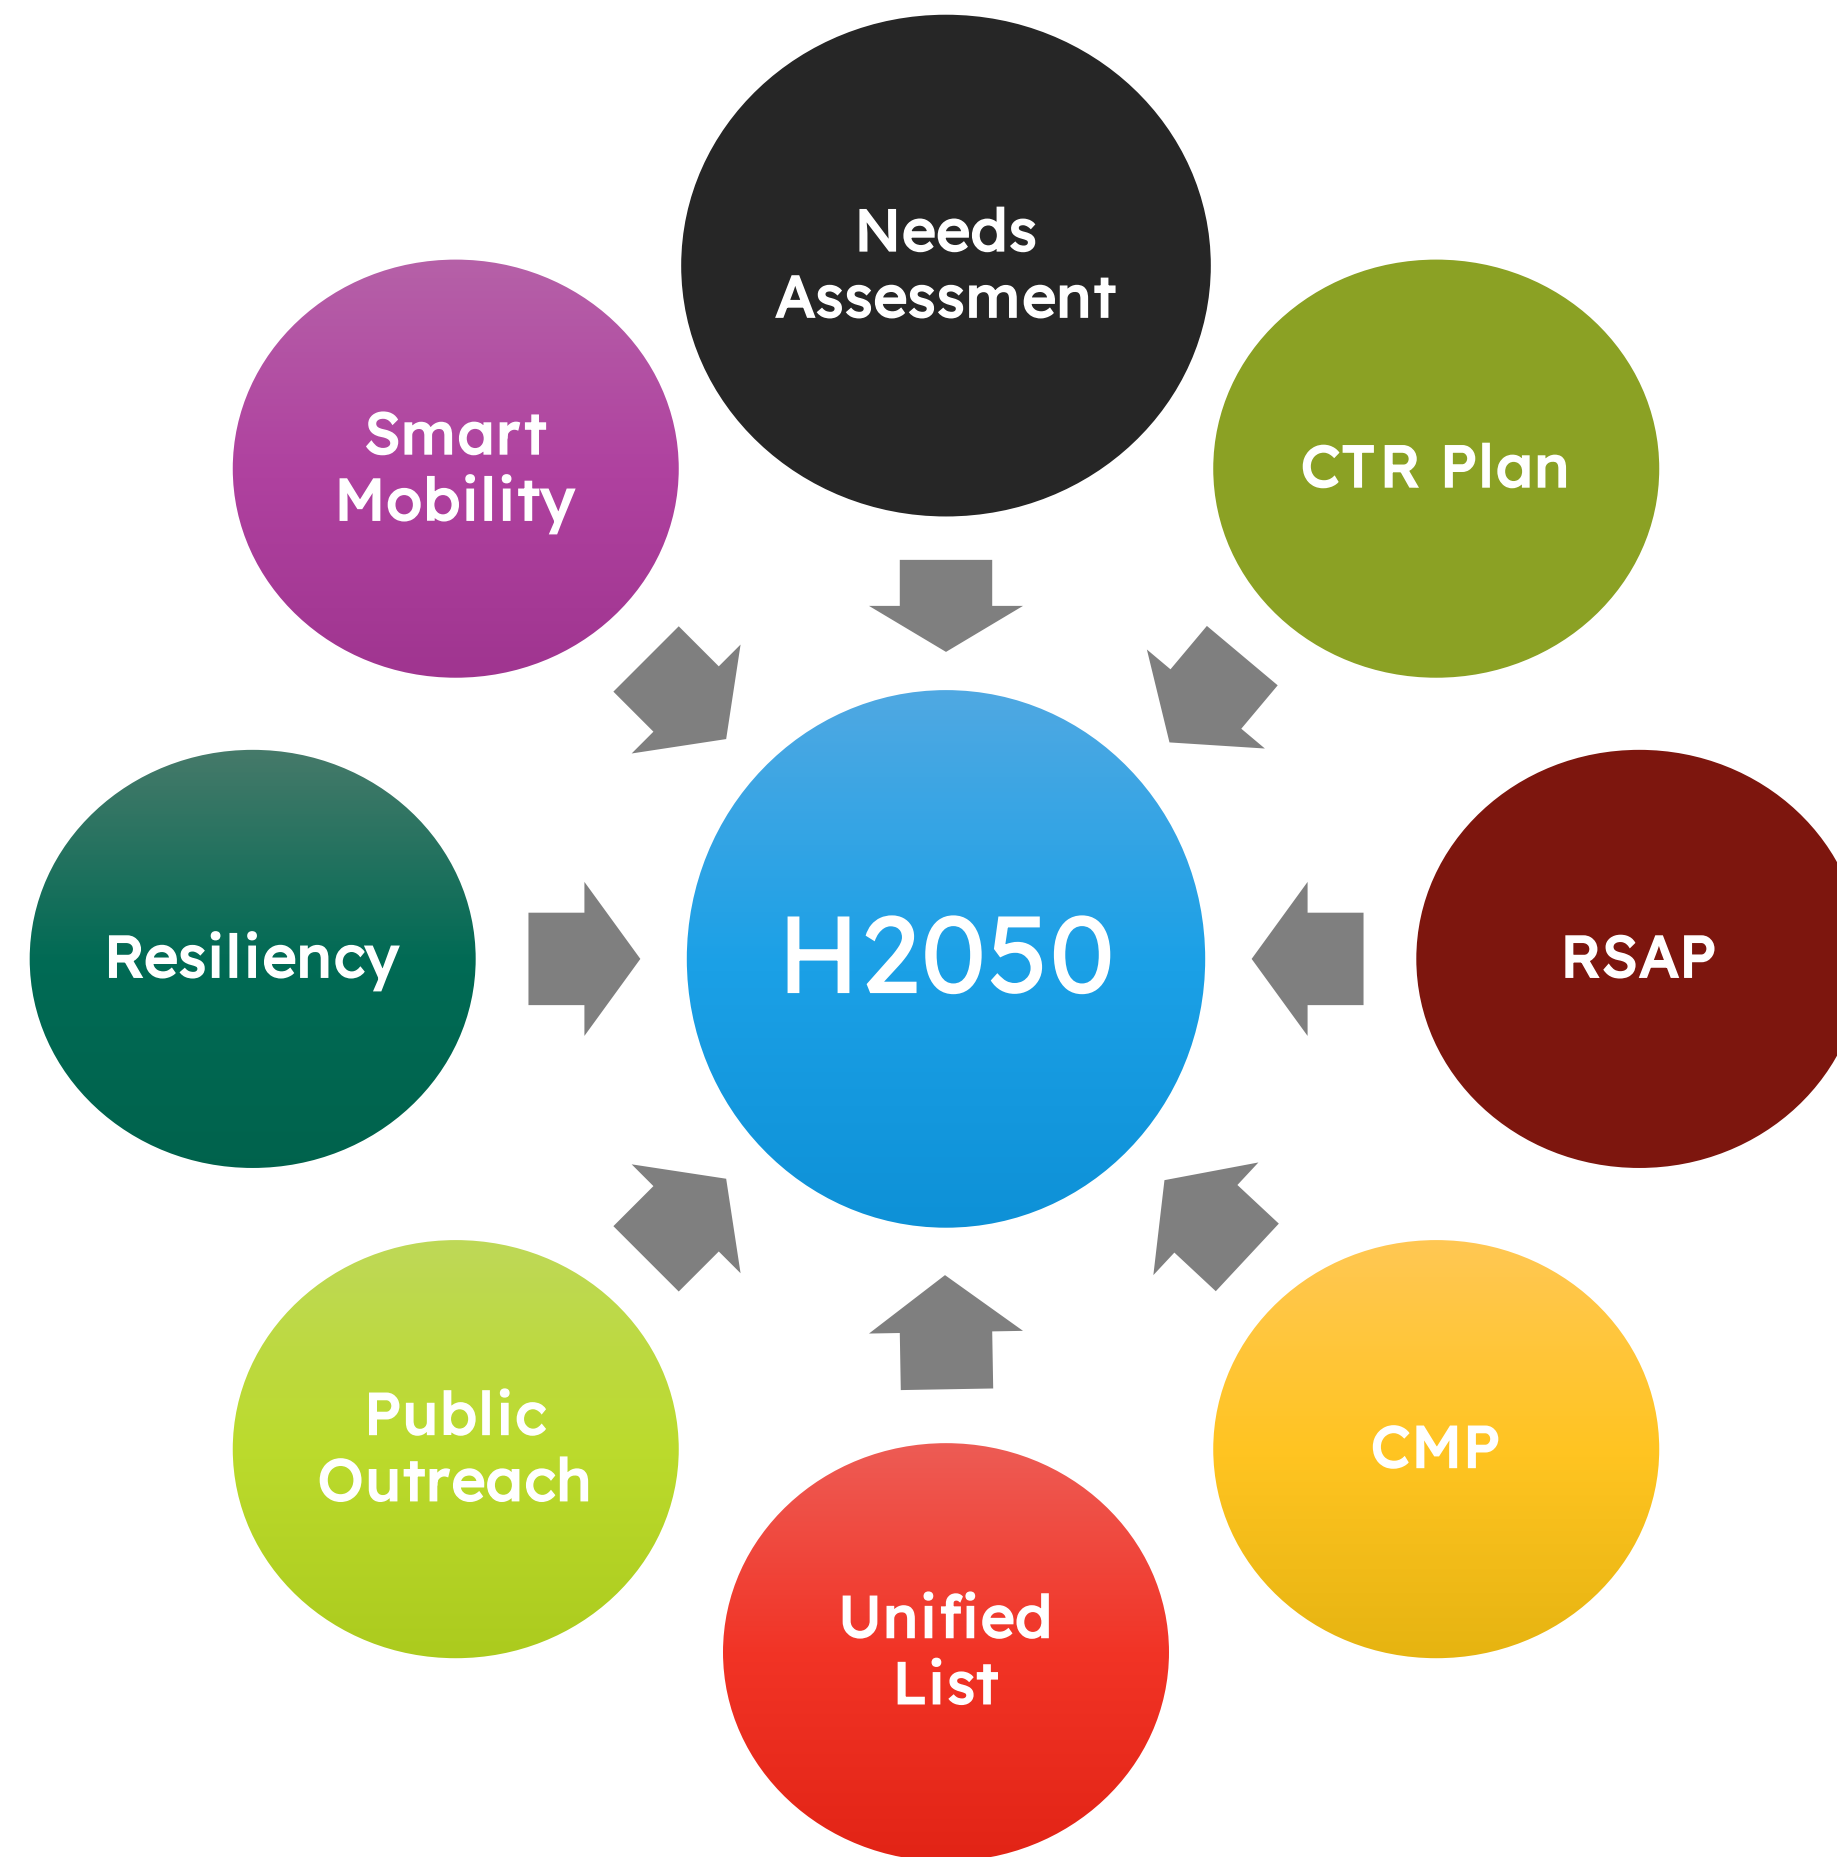 Needs
Assessment
Smart
Mobility
CTR Plan
Resiliency
H2050
RSAP
Public
Outreach
CMP
Unified
List